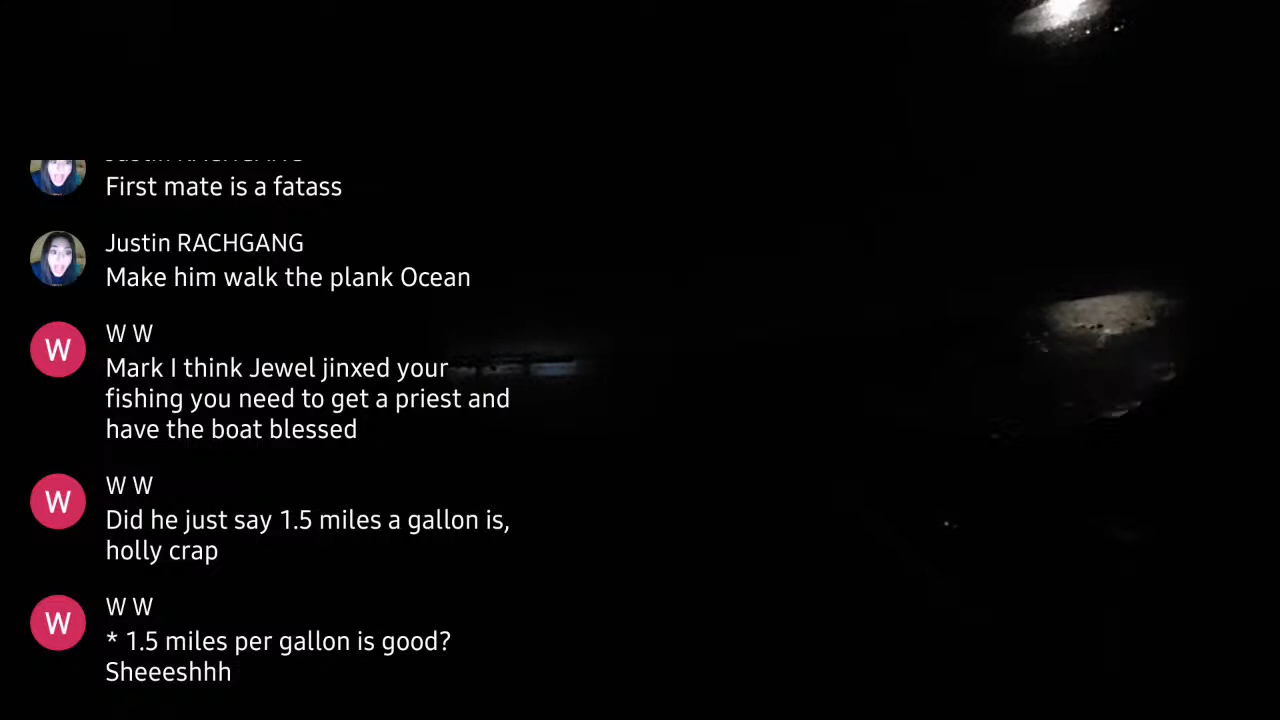 First mate is a fatass
Justin RACHGANG
Make him walk the plank Ocean
W
W W
Mark I think Jewel jinxed your
fishing you need to get a priest and
have the boat blessed
W
W W
Did he just say 1.5 miles a gallon is,
holly crap
W
W W
* 1.5 miles per gallon is good?
Sheeeshhh